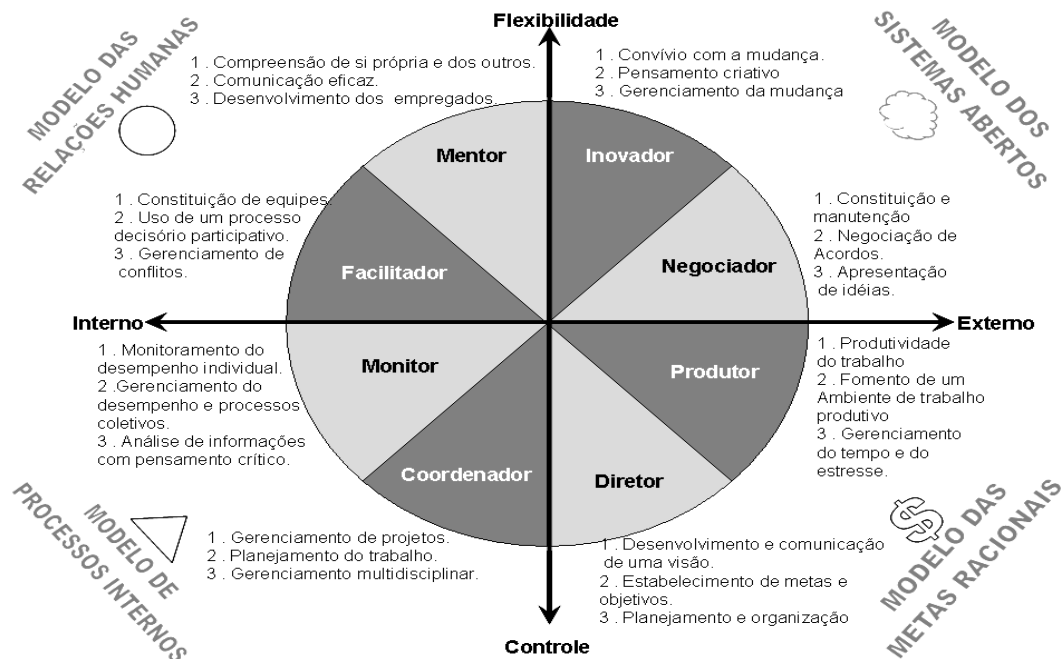 Flexibilidade
MODELO DAS
RELAÇÕES HUMANAS
1 . Compreensão de si própria e dos outros.
2 . Comunicação eficaz.
3 . Desenvolvimento dos empregados.
1 . Convívio com a mudança.
2 . Pensamento criativo
3 . Gerenciamento da mudança
MODELO DOS
SISTEMAS ABERTOS
Mentor
Inovador
1 . Constituição de equipes
2 . Uso de um processo
decisório participativo.
3 . Gerenciamento de
conflitos.
Facilitador
Negociador
1 . Constituição e
manutenção
2 . Negociação de
Acordos.
3 . Apresentação
de idéias.
Interno
Externo
1 . Monitoramento do
desempenho individual.
2 .Gerenciamento do
desempenho e processos
coletivos.
3 . Análise de informações
com pensamento crítico.
Monitor
Produtor
1 . Produtividade
do trabalho
2 . Fomento de um
Ambiente de trabalho
produtivo
3 . Gerenciamento
do tempo e do
estresse.
Coordenador
Diretor
MODELO DE
PROCESSOS INTERNOS
1 . Gerenciamento de projetos.
2 . Planejamento do trabalho.
3 . Gerenciamento multidisciplinar.
1 . Desenvolvimento e comunicação
de uma visão.
2 . Estabelecimento de metas e
objetivos.
3 . Planejamento e organização
$
MODELO DAS
METAS RACIONAIS
Controle